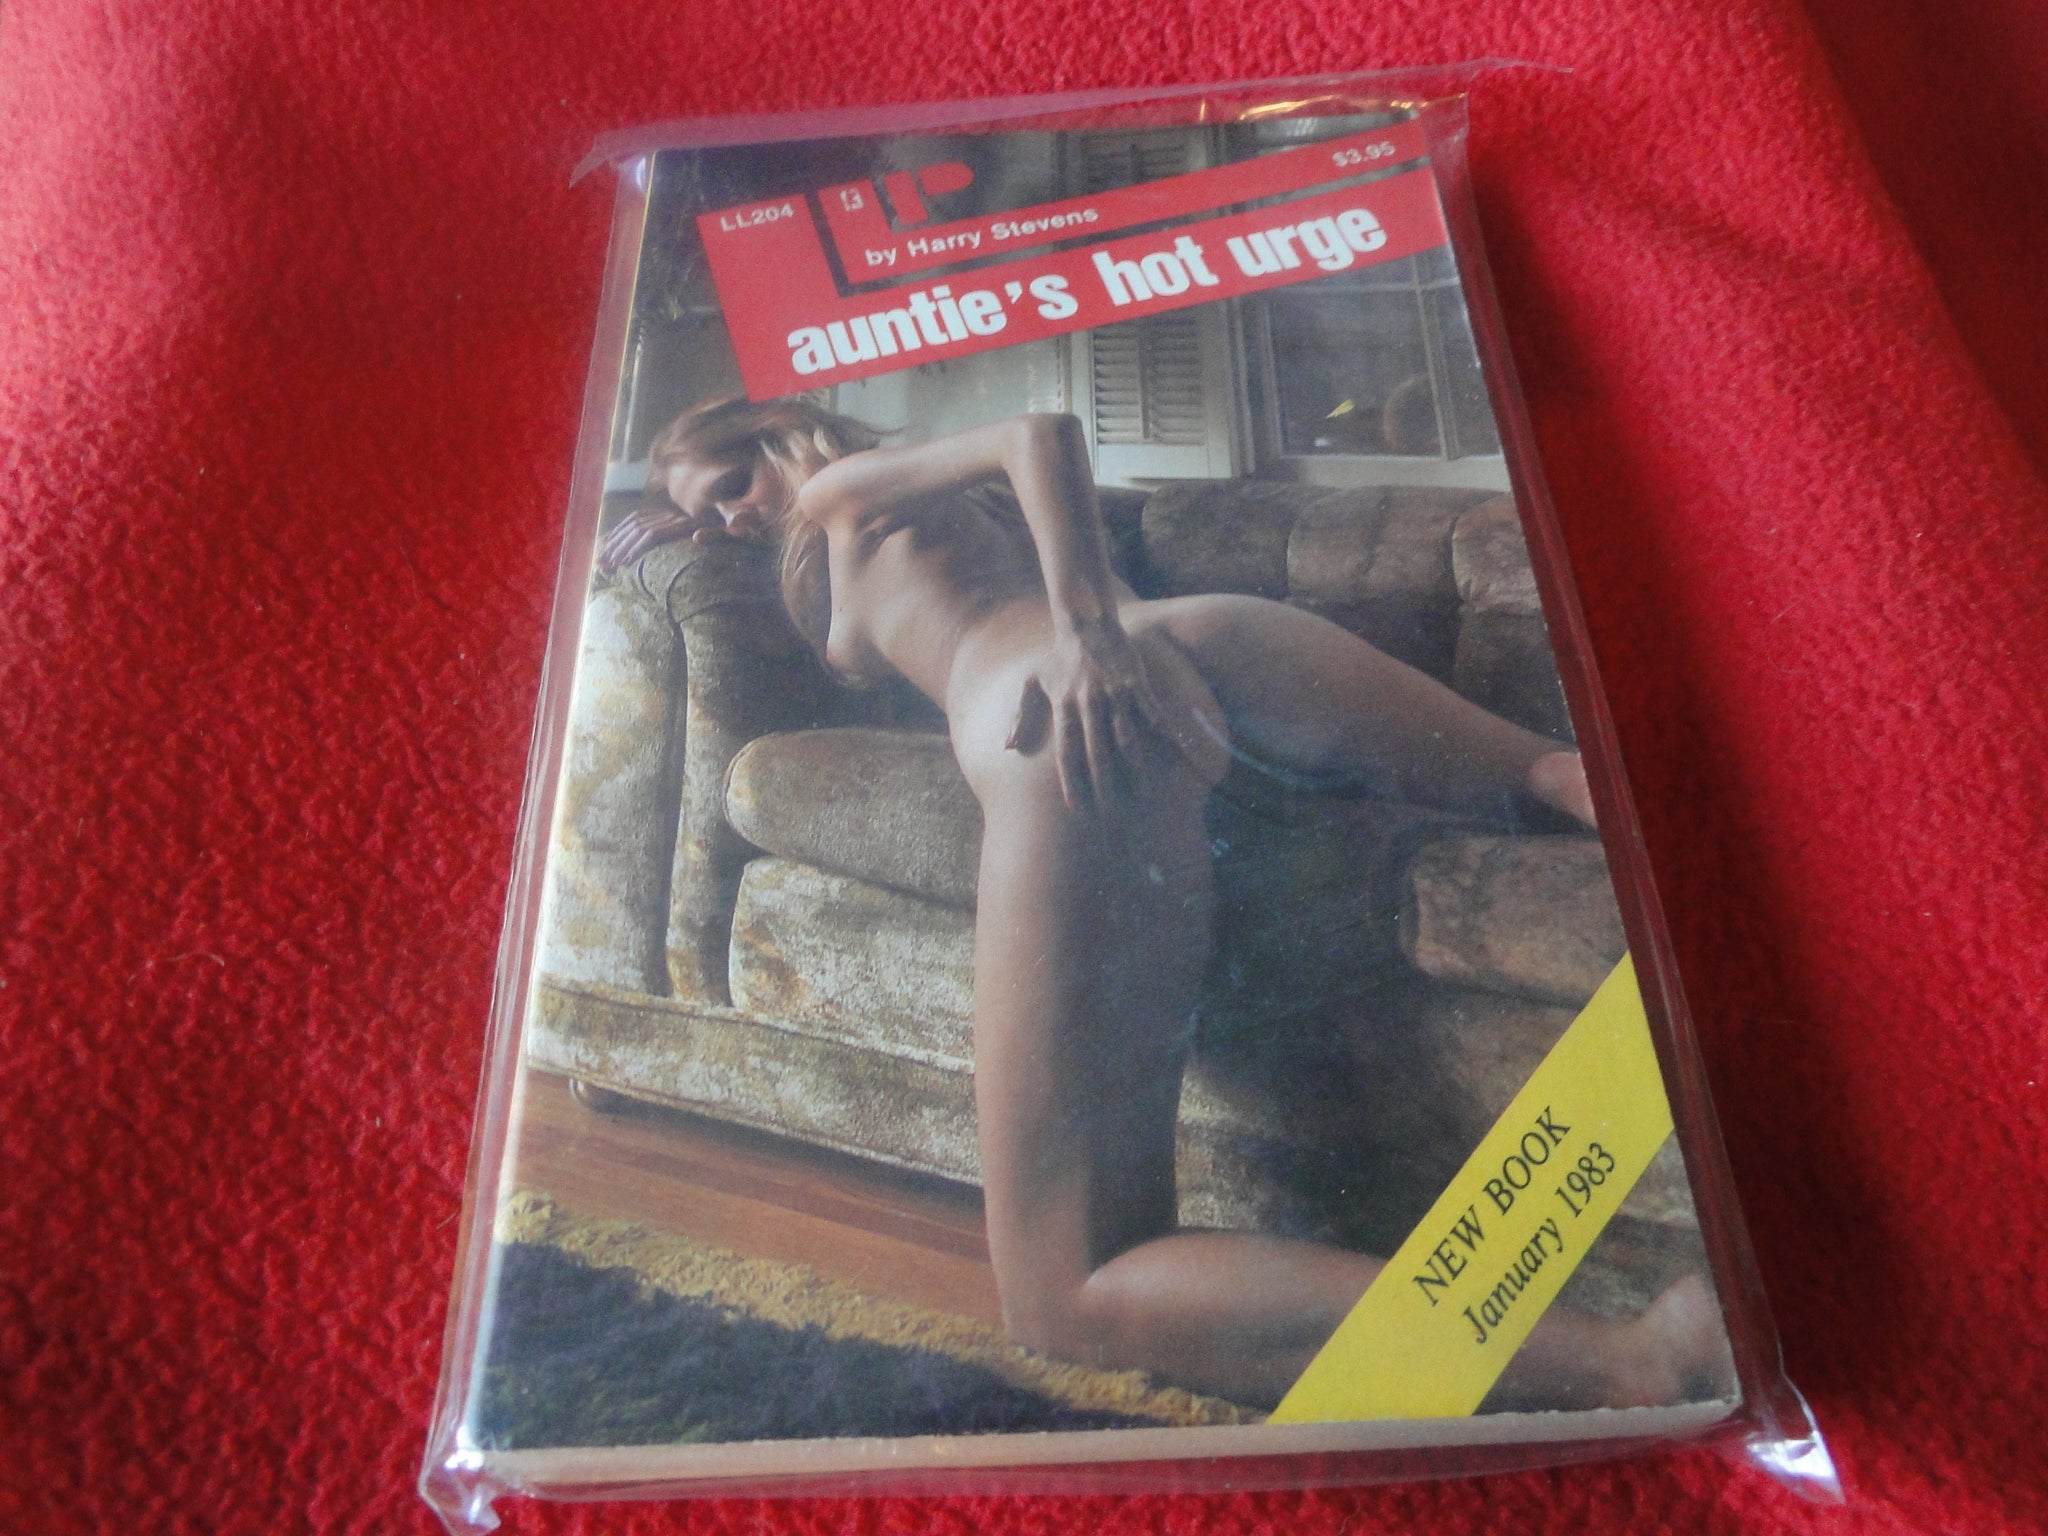 LL204
$3.95
by Harry Stevens
auntie's hot urge
NEW BOOK
January 1983